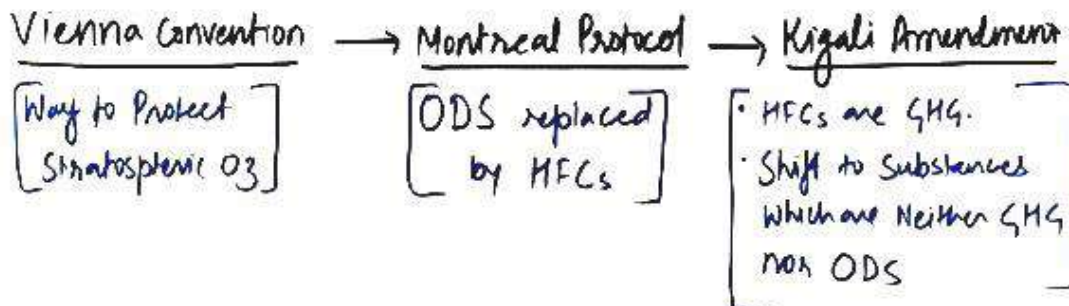 Vienna Convention → Montreal Protocol → Kigali Amendment
[Way to Protect
Stratospheric O3]
[ODS replaced
by HFCs]
[· HFCs are GHG.
· Shift to Substances
which are Neither GHG
nor ODS]